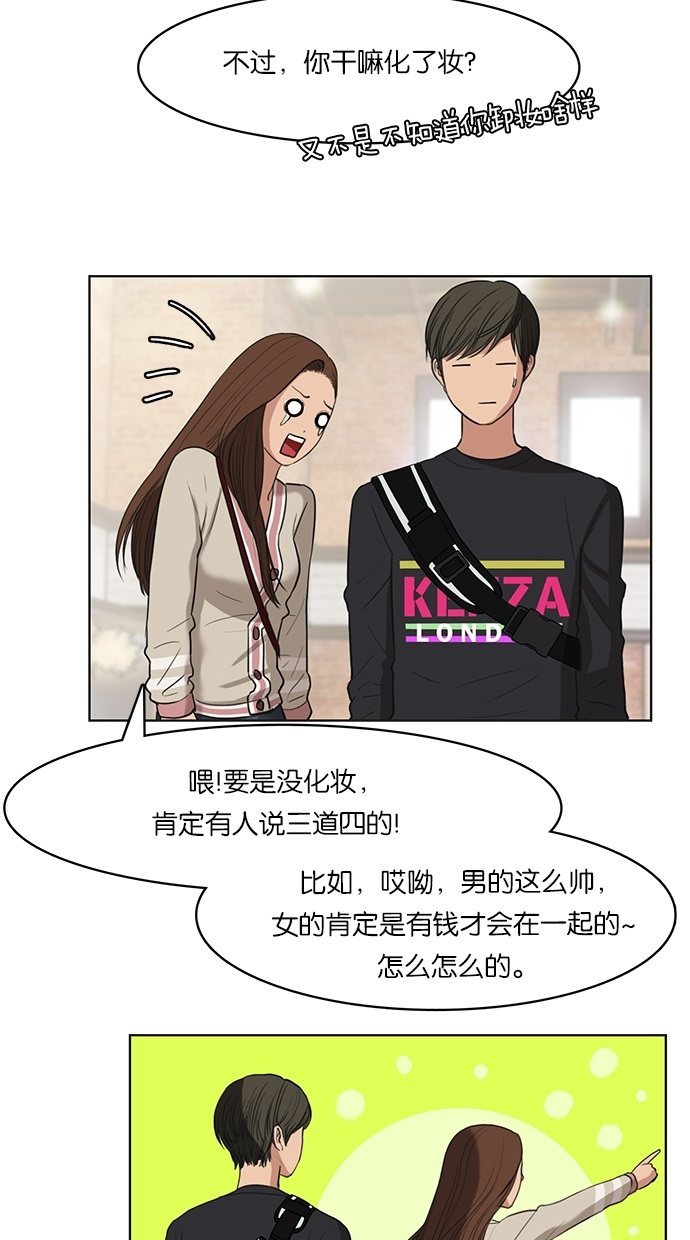 不过，你干嘛化了妆?
又不是不知道你卸妆啥样
KENZA
LOND
喂!要是没化妆，
肯定有人说三道四的!
比如，哎呦，男的这么帅，
女的肯定是有钱才会在一起的~
怎么怎么的。